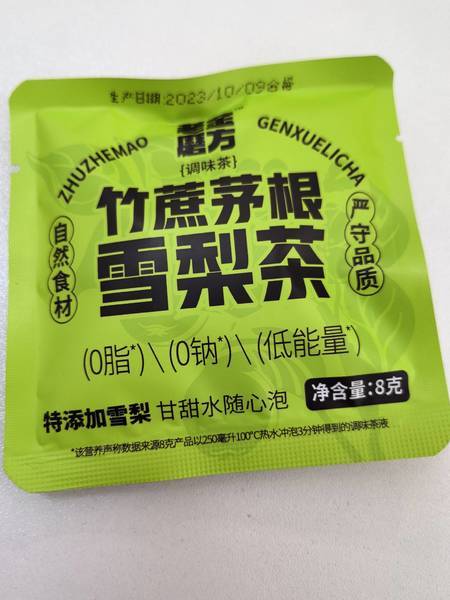 生产日期:2023/10/09合格
磨方
{调味茶}
ZHUZHEMAO GENXUELICHA
竹蔗茅根
雪梨茶
自然食材
严守品质
(0脂*)\(0钠*)\(低能量*)
净含量:8克
特添加雪梨 甘甜水随心泡
*该营养声称数据来源8克产品以250毫升100°C热水冲泡3分钟得到的调味茶液